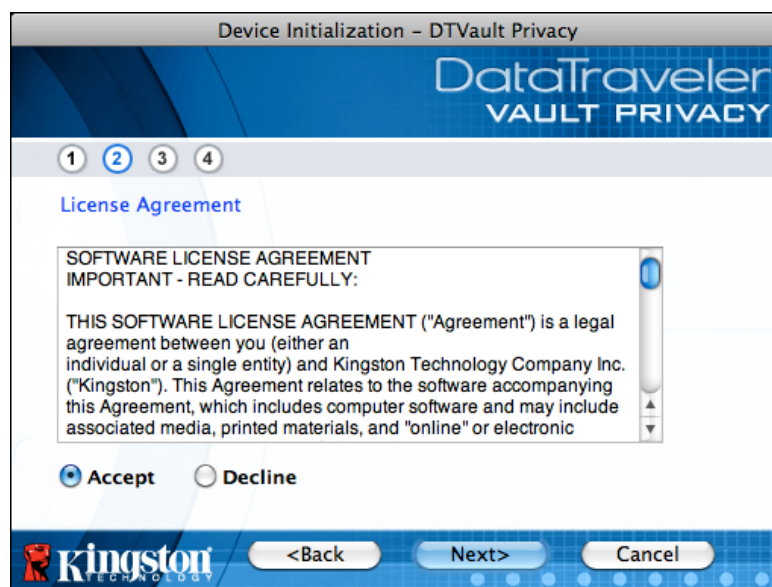 Device Initialization – DTVault Privacy
DataTraveler
VAULT PRIVACY
1 2 3 4
License Agreement
SOFTWARE LICENSE AGREEMENT
IMPORTANT - READ CAREFULLY:
THIS SOFTWARE LICENSE AGREEMENT ("Agreement") is a legal
agreement between you (either an
individual or a single entity) and Kingston Technology Company Inc.
("Kingston"). This Agreement relates to the software accompanying
this Agreement, which includes computer software and may include
associated media, printed materials, and "online" or electronic
Accept Decline
Kingston
TECHNOLOGY
<Back Next> Cancel